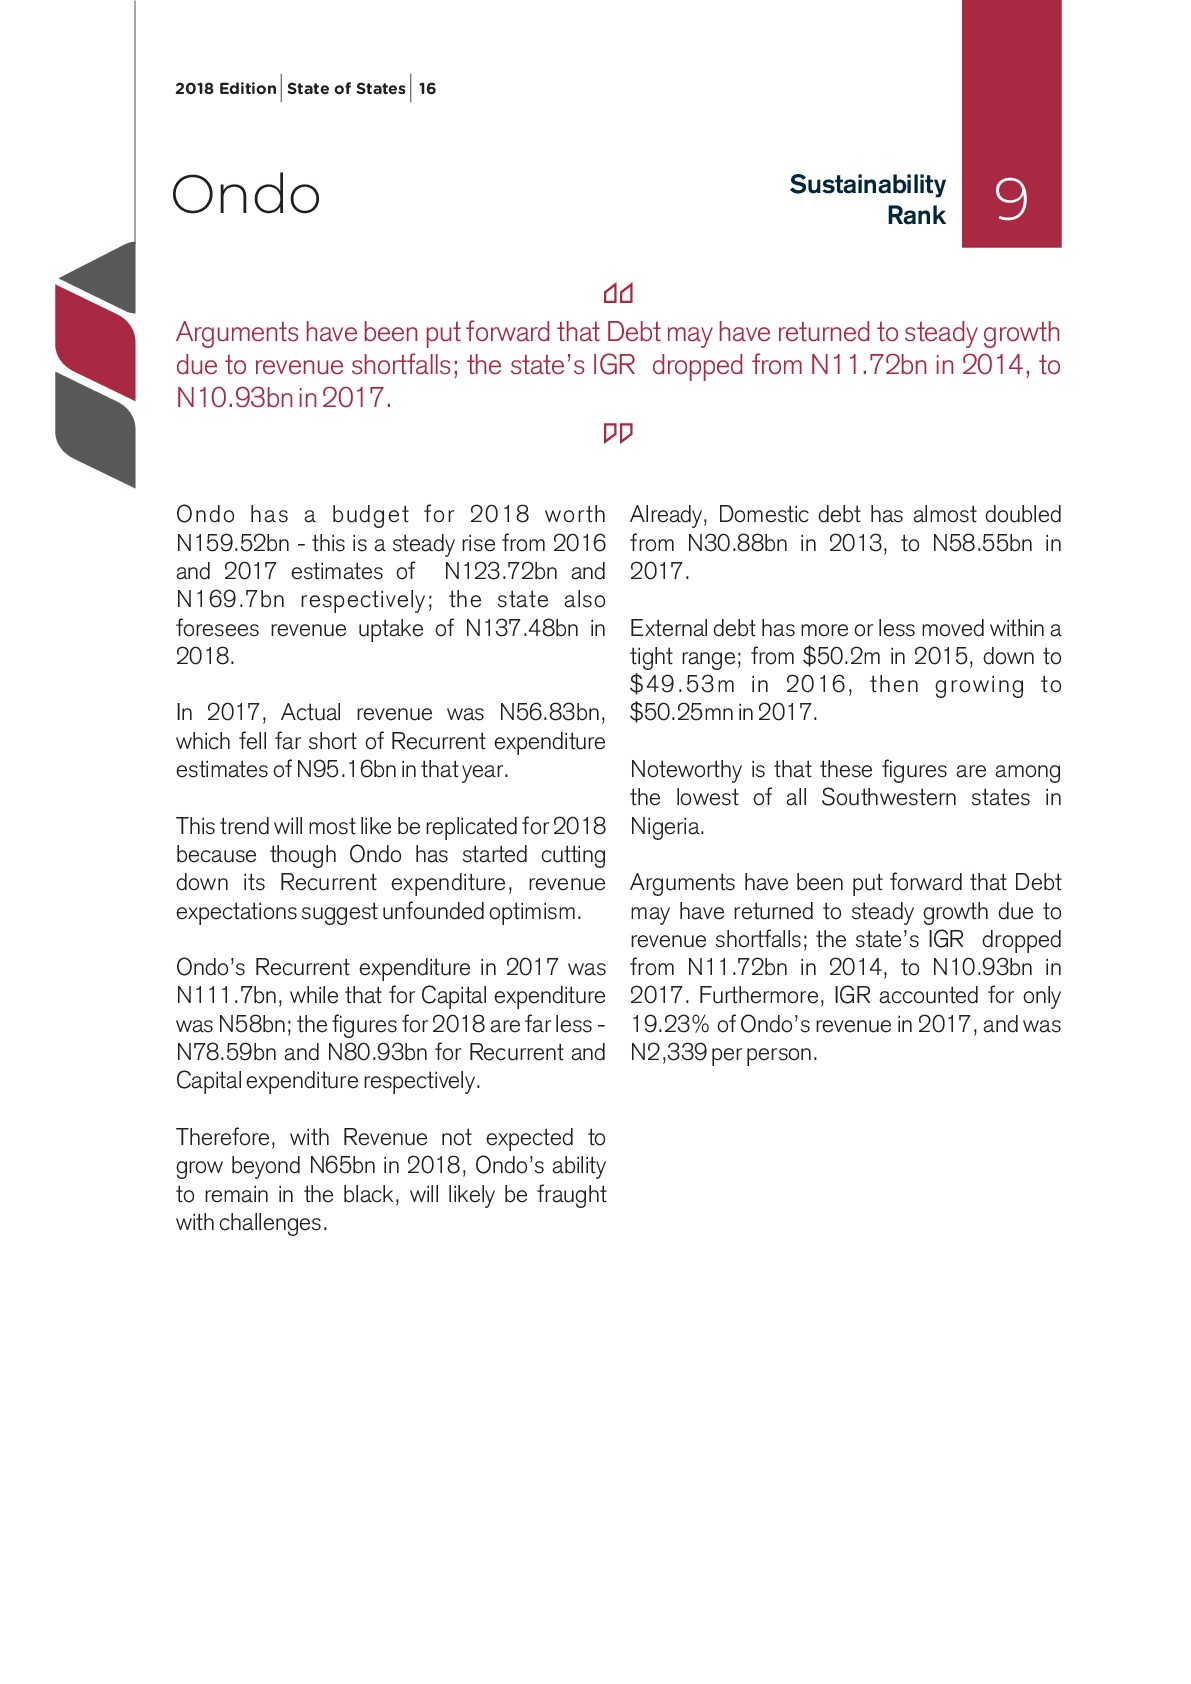 2018 Edition | State of States | 16
Ondo
Sustainability
Rank
9
Arguments have been put forward that Debt may have returned to steady growth
due to revenue shortfalls; the state's IGR dropped from N11.72bn in 2014, to
N10.93bn in 2017.
Ondo has a budget for 2018 worth
N159.52bn - this is a steady rise from 2016
and 2017 estimates of N123.72bn and
N169.7bn respectively; the state also
foresees revenue uptake of N137.48bn in
2018.
In 2017, Actual revenue was N56.83bn,
which fell far short of Recurrent expenditure
estimates of N95.16bn in that year.
This trend will most like be replicated for 2018
because though Ondo has started cutting
down its Recurrent expenditure, revenue
expectations suggest unfounded optimism.
Ondo's Recurrent expenditure in 2017 was
N111.7bn, while that for Capital expenditure
was N58bn; the figures for 2018 are far less -
N78.59bn and N80.93bn for Recurrent and
Capital expenditure respectively.
Therefore, with Revenue not expected to
grow beyond N65bn in 2018, Ondo's ability
to remain in the black, will likely be fraught
with challenges.
Already, Domestic debt has almost doubled
from N30.88bn in 2013, to N58.55bn in
2017.
External debt has more or less moved within a
tight range; from $50.2m in 2015, down to
$49.53m in 2016, then growing to
$50.25mn in 2017.
Noteworthy is that these figures are among
the lowest of all Southwestern states in
Nigeria.
Arguments have been put forward that Debt
may have returned to steady growth due to
revenue shortfalls; the state's IGR dropped
from N11.72bn in 2014, to N10.93bn in
2017. Furthermore, IGR accounted for only
19.23% of Ondo's revenue in 2017, and was
N2,339 per person.